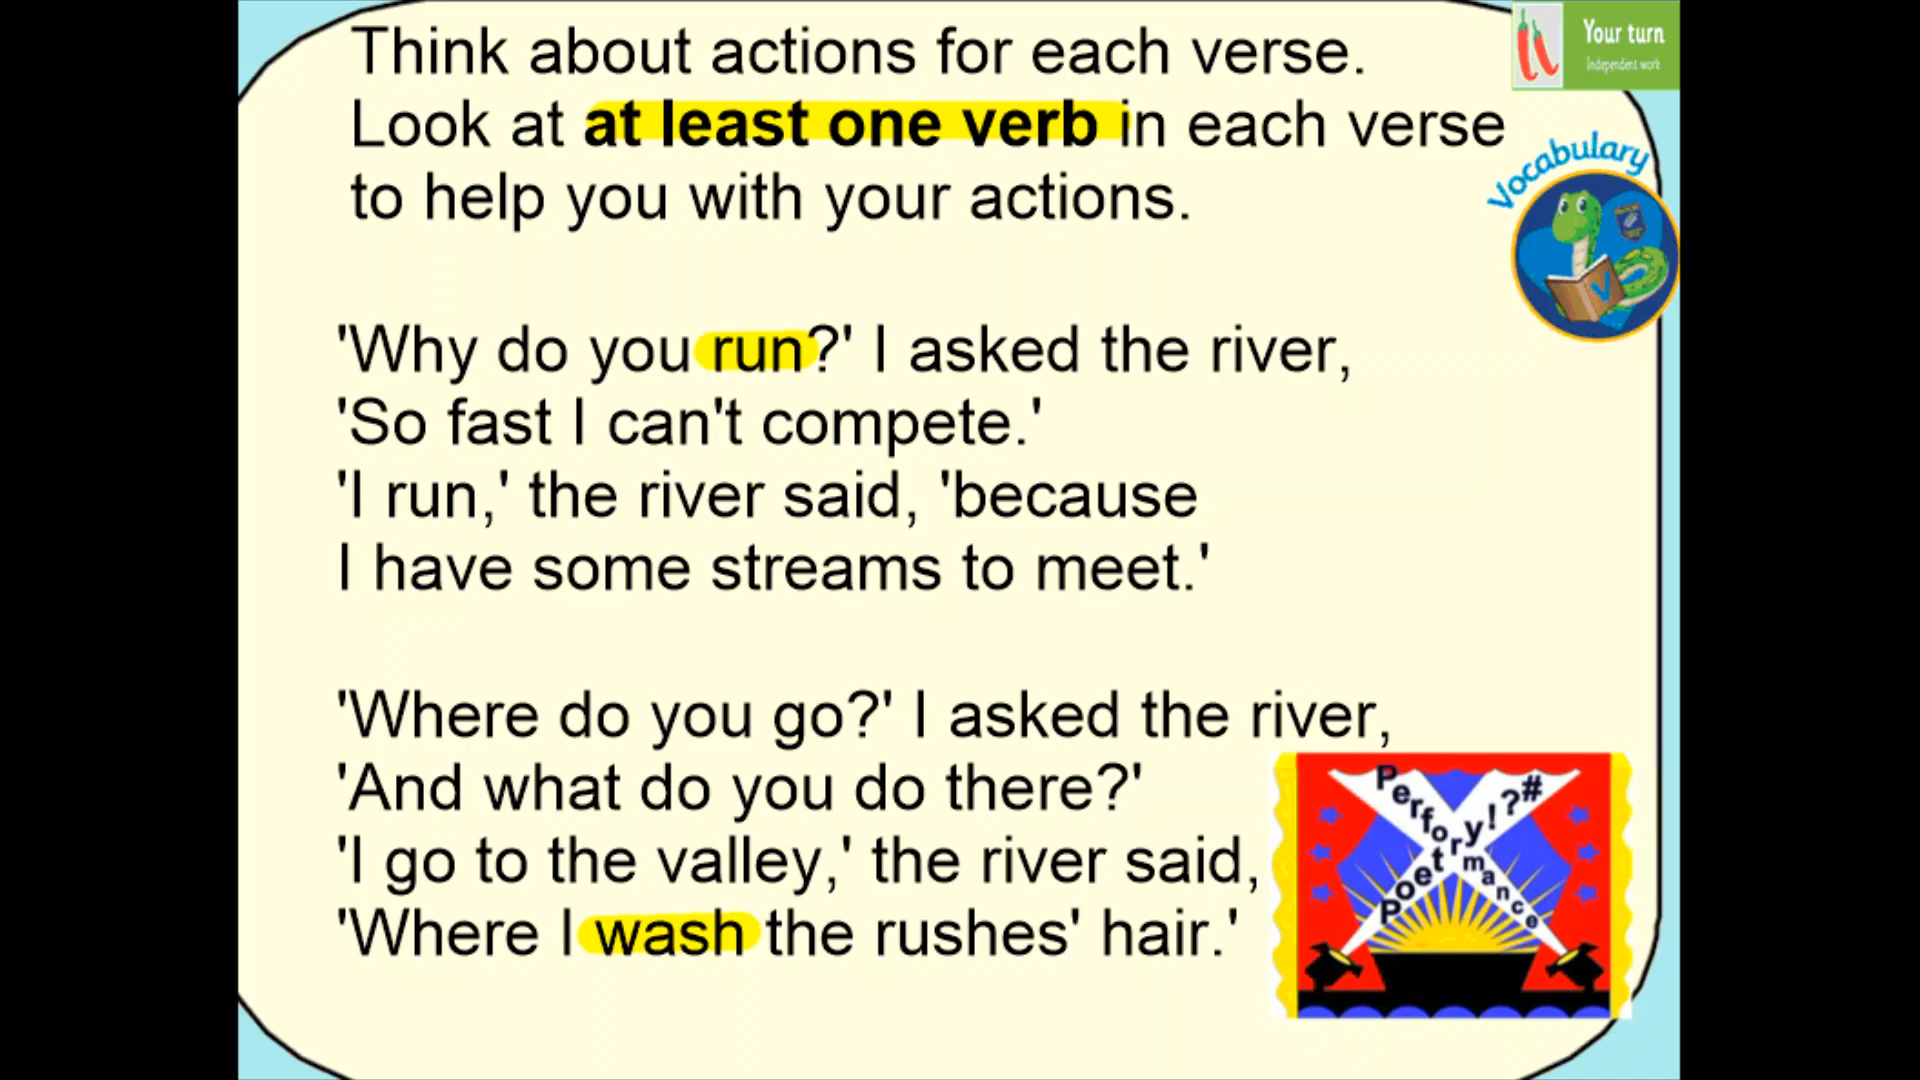 Think about actions for each verse.
Look at at least one verb in each verse
to help you with your actions.
Your turn
Independent work
Vocabulary
V
'Why do you run?' I asked the river,
'So fast I can't compete.'
'I run,' the river said, 'because
I have some streams to meet.'
'Where do you go?' I asked the river,
'And what do you do there?'
'I go to the valley,' the river said,
'Where I wash the rushes' hair.'
Poetry!?#
Performance